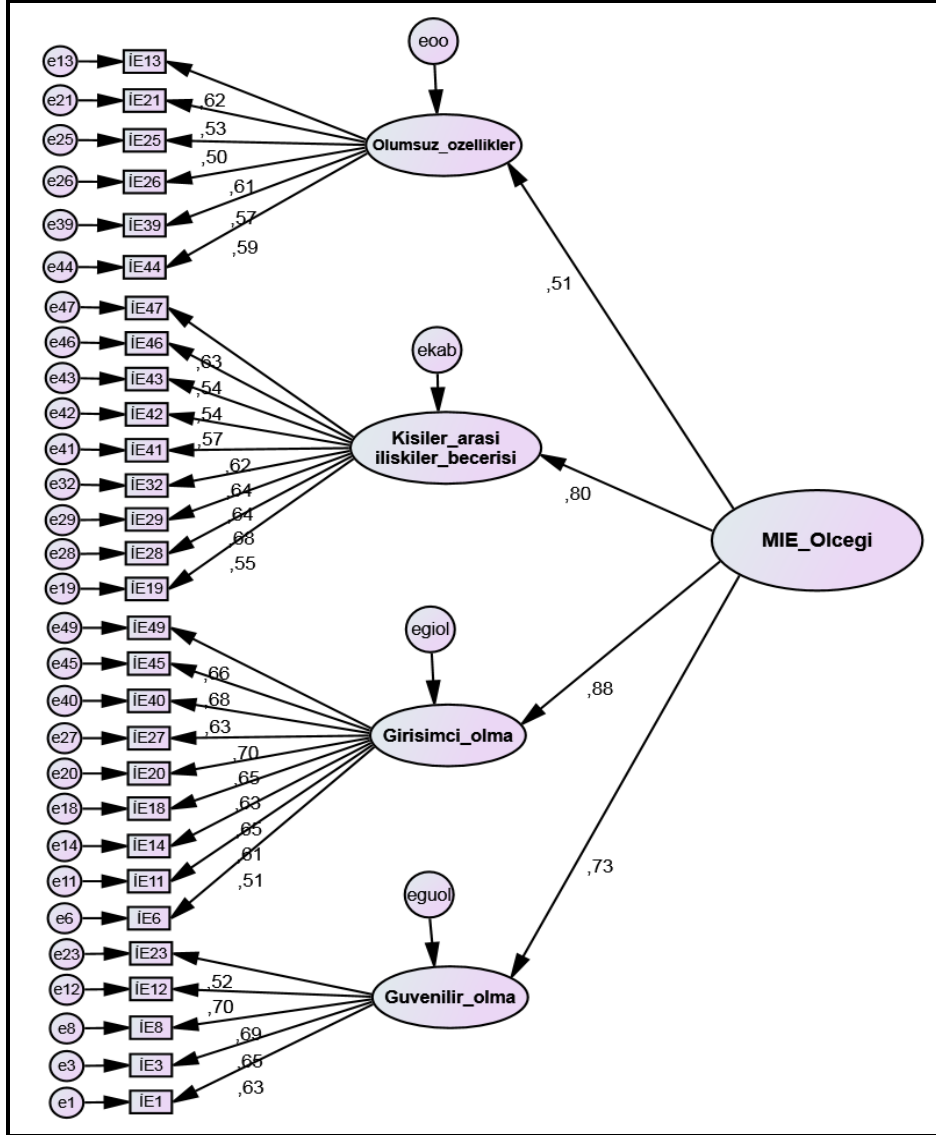 eoo
e13 İE13
e21 İE21
,62
e25 İE25
,53
Olumsuz_ozellikler
e26 İE26
,50
,61
e39 İE39
,57
,59
e44 İE44
,51
e47 İE47
e46 İE46
ekab
,63
e43 İE43
,54
e42 İE42
,54
e41 İE41
,57
Kisiler_arasi
iliskiler_becerisi
,62
e32 İE32
,64
,80
e29 İE29
,64
e28 İE28
,68
,55
e19 İE19
MIE_Olcegi
e49 İE49
egiol
e45 İE45
,66
e40 İE40
,68
,88
e27 İE27
,63
Girisimci_olma
,70
e20 İE20
,65
e18 İE18
,63
,65
e14 İE14
,61
e11 İE11
,51
,73
eguol
e6 İE6
e23 İE23
e12 İE12
,52
Guvenilir_olma
,70
e8 İE8
,69
e3 İE3
,65
,63
e1 İE1